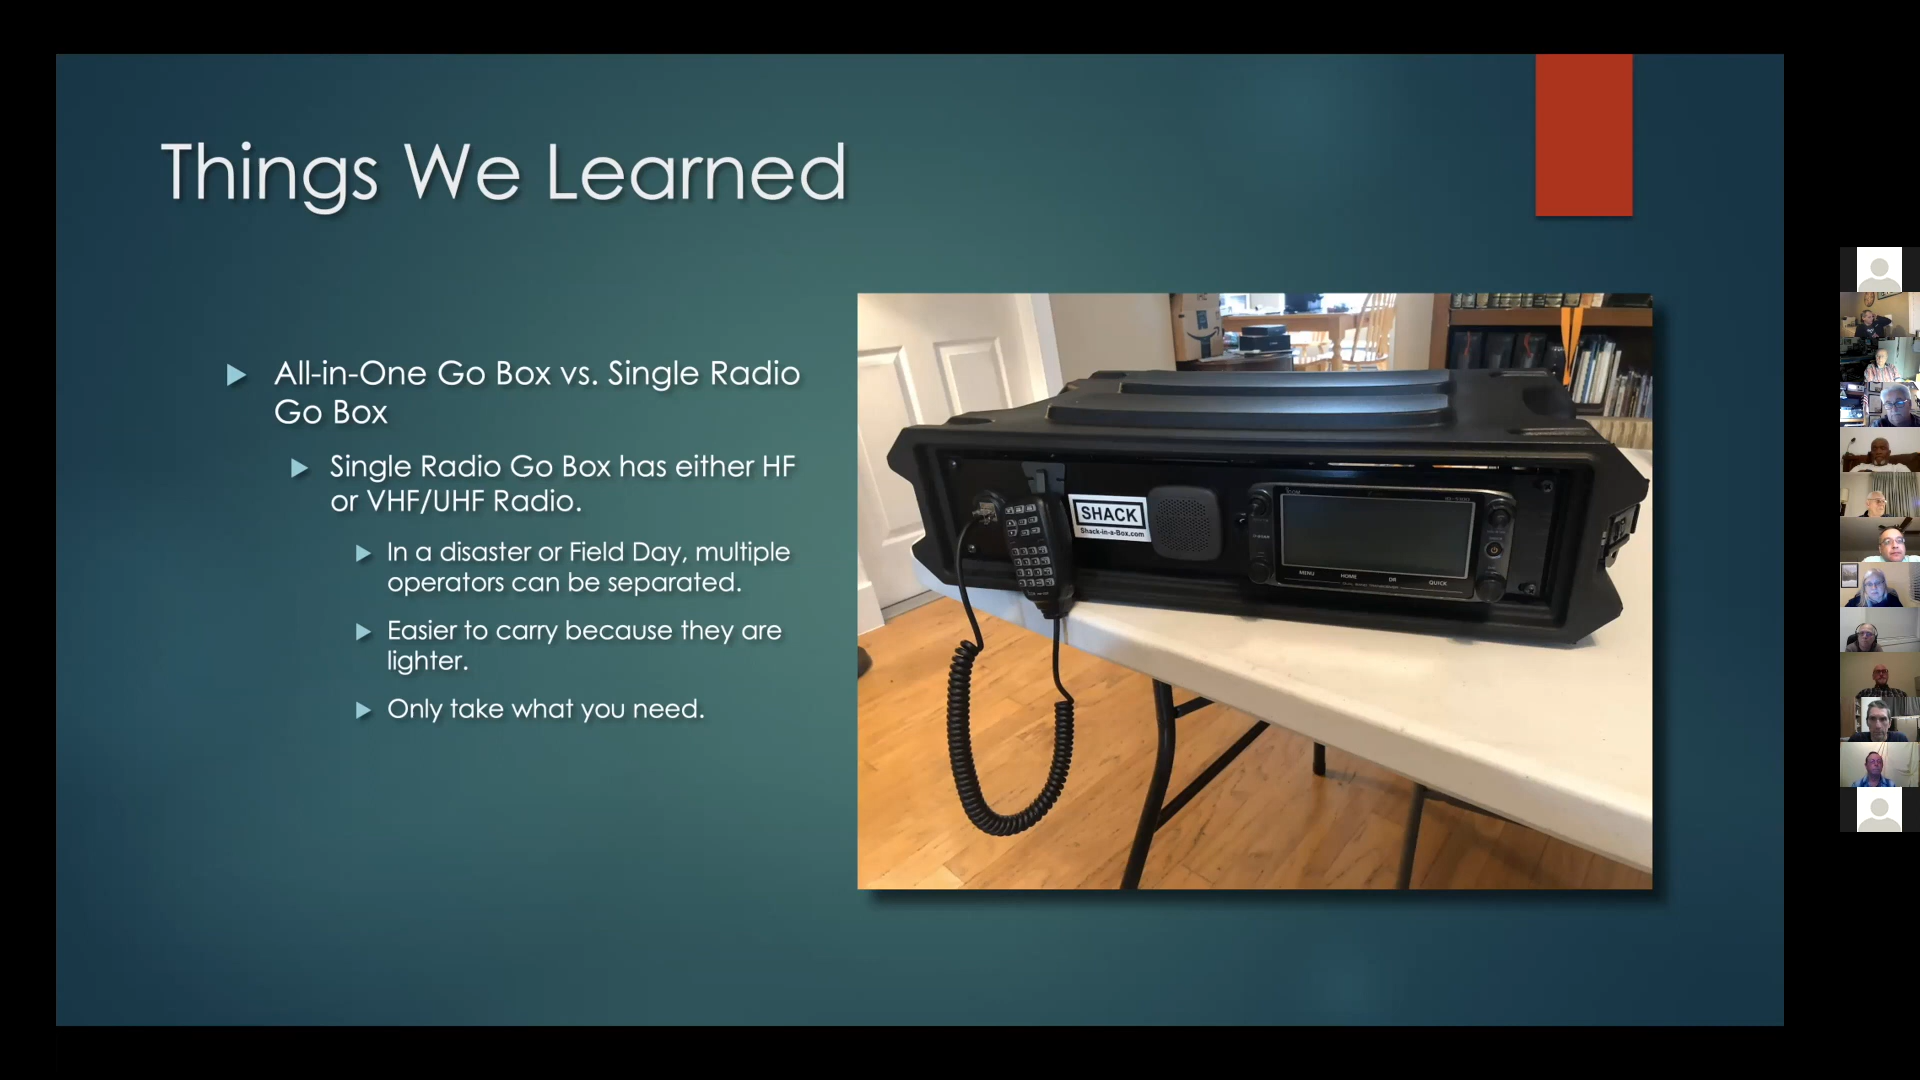 Things We Learned
All-in-One Go Box vs. Single Radio
Go Box
Single Radio Go Box has either HF
or VHF/UHF Radio.
In a disaster or Field Day, multiple
operators can be separated.
Easier to carry because they are
lighter.
Only take what you need.
SHACK
Shack-in-a-Box.com
ICOM
MENU HOME DR QUICK